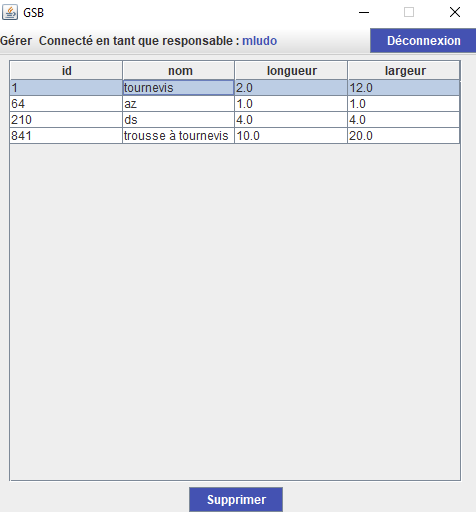 GSB
Gérer Connecté en tant que responsable : mludo Déconnexion
id nom longueur largeur
1 tournevis 2.0 12.0
64 az 1.0 1.0
210 ds 4.0 4.0
841 trousse à tournevis 10.0 20.0
Supprimer